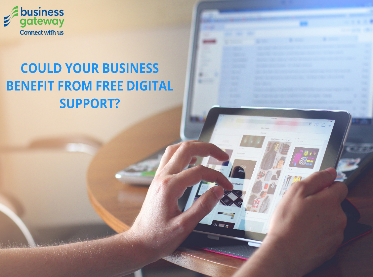 business
gateway
Connect with us
COULD YOUR BUSINESS
BENEFIT FROM FREE DIGITAL
SUPPORT?